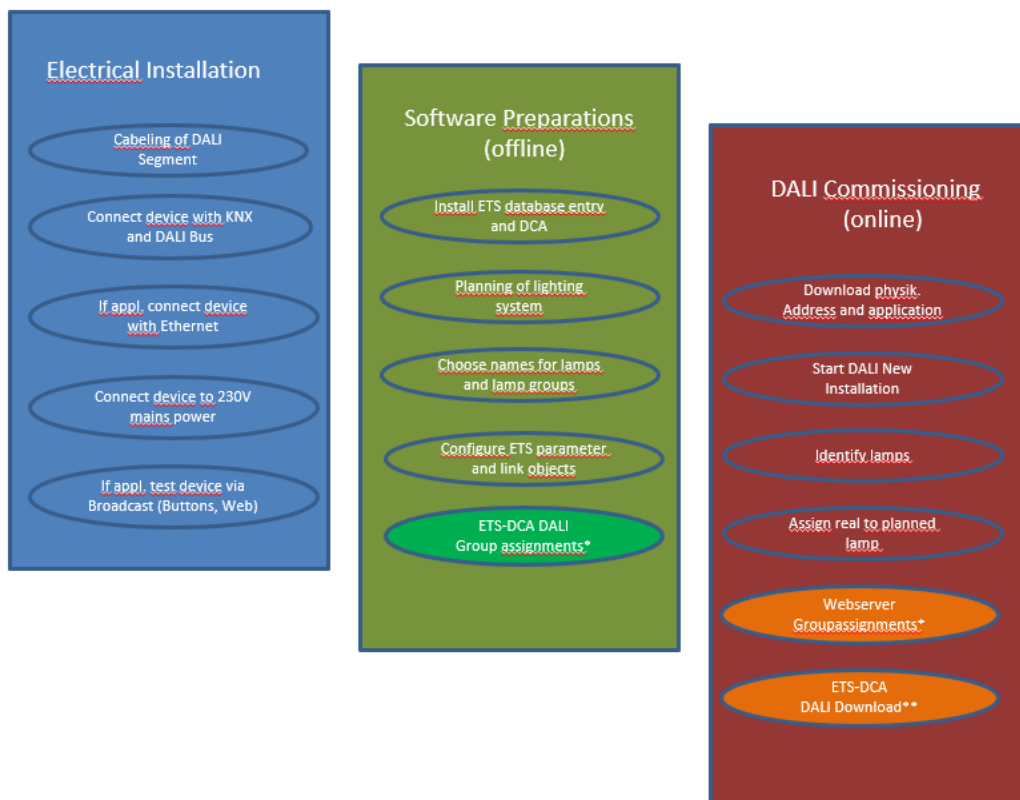 Electrical Installation
Cabeling of DALI
Segment
Connect device with KNX
and DALI Bus
If appl. connect device
with Ethernet
Connect device to 230V
mains power
If appl. test device via
Broadcast (Buttons, Web)
Software Preparations
(offline)
Install ETS database entry
and DCA
Planning of lighting
system
Choose names for lamps
and lamp groups
Configure ETS parameter
and link objects
ETS-DCA DALI
Group assignments*
DALI Commissioning
(online)
Download physik.
Address and application
Start DALI New
Installation
Identify lamps
Assign real to planned
lamp
Webserver
Groupassignments*
ETS-DCA
DALI Download**